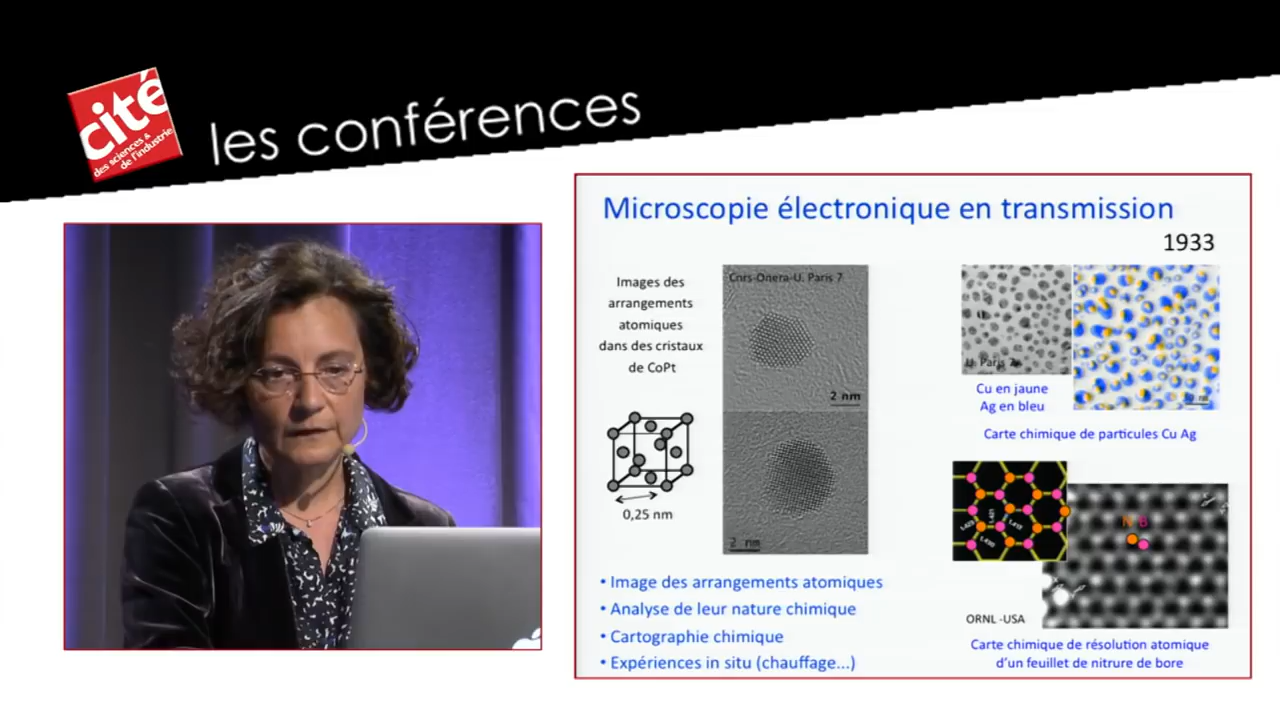 cité
des sciences &
de l'industrie
les conférences
Microscopie électronique en transmission
1933
Images des
arrangements
atomiques
dans des cristaux
de CoPt
Cnrs-Onera-U. Paris 7
2 nm
2 nm
0,25 nm
U. Paris 7
Cu en jaune
Ag en bleu
nm
Carte chimique de particules Cu Ag
N B
ORNL -USA
Carte chimique de résolution atomique
d'un feuillet de nitrure de bore
• Image des arrangements atomiques
• Analyse de leur nature chimique
• Cartographie chimique
• Expériences in situ (chauffage...)